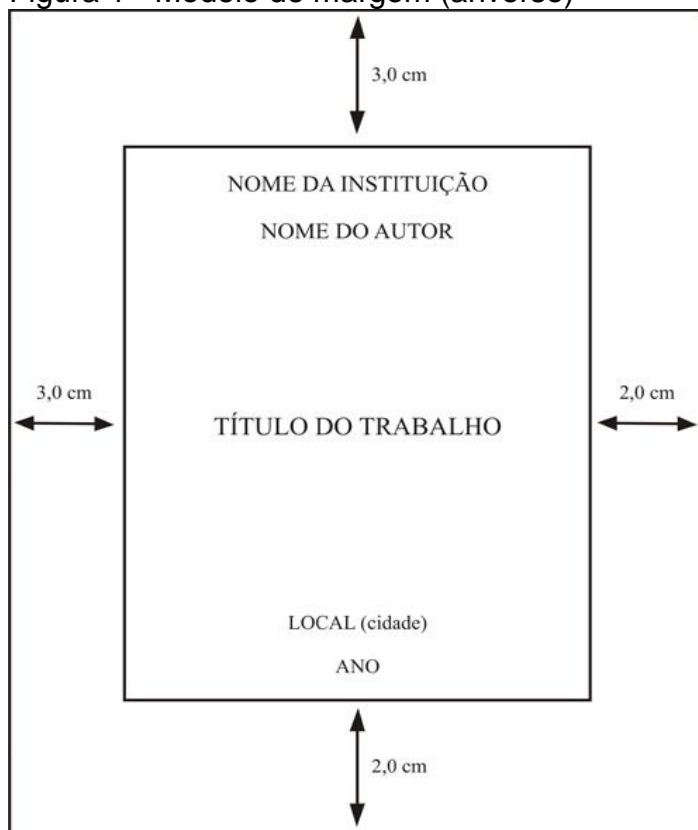 Figura - Modelo de margem (anverso)
3,0 cm
NOME DA INSTITUIÇÃO
NOME DO AUTOR
3,0 cm
2,0 cm
TÍTULO DO TRABALHO
LOCAL (cidade)
ANO
2,0 cm